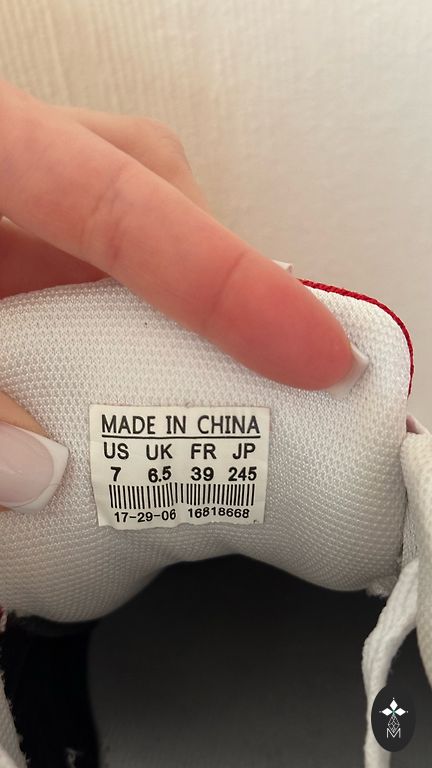 MADE IN CHINA
US UK FR JP
7 6.5 39 245
17-29-06 16818668
M